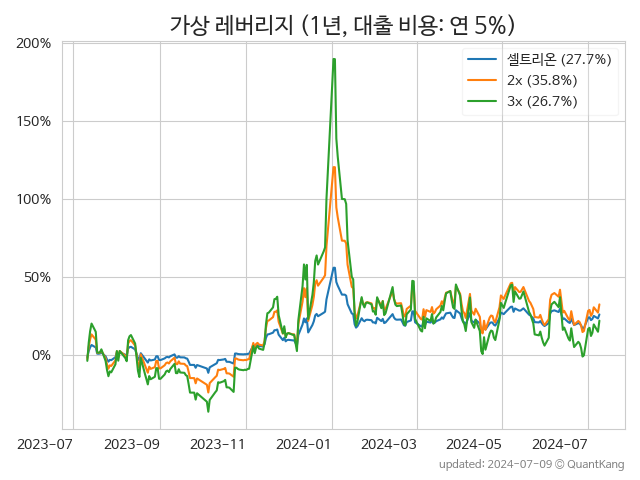 가상 레버리지 (1년, 대출 비용: 연 5%)
200%
150%
100%
50%
0%
셀트리온 (27.7%)
2x (35.8%)
3x (26.7%)
2023-07
2023-09
2023-11
2024-01
2024-03
2024-05
2024-07
updated: 2024-07-09 © QuantKang